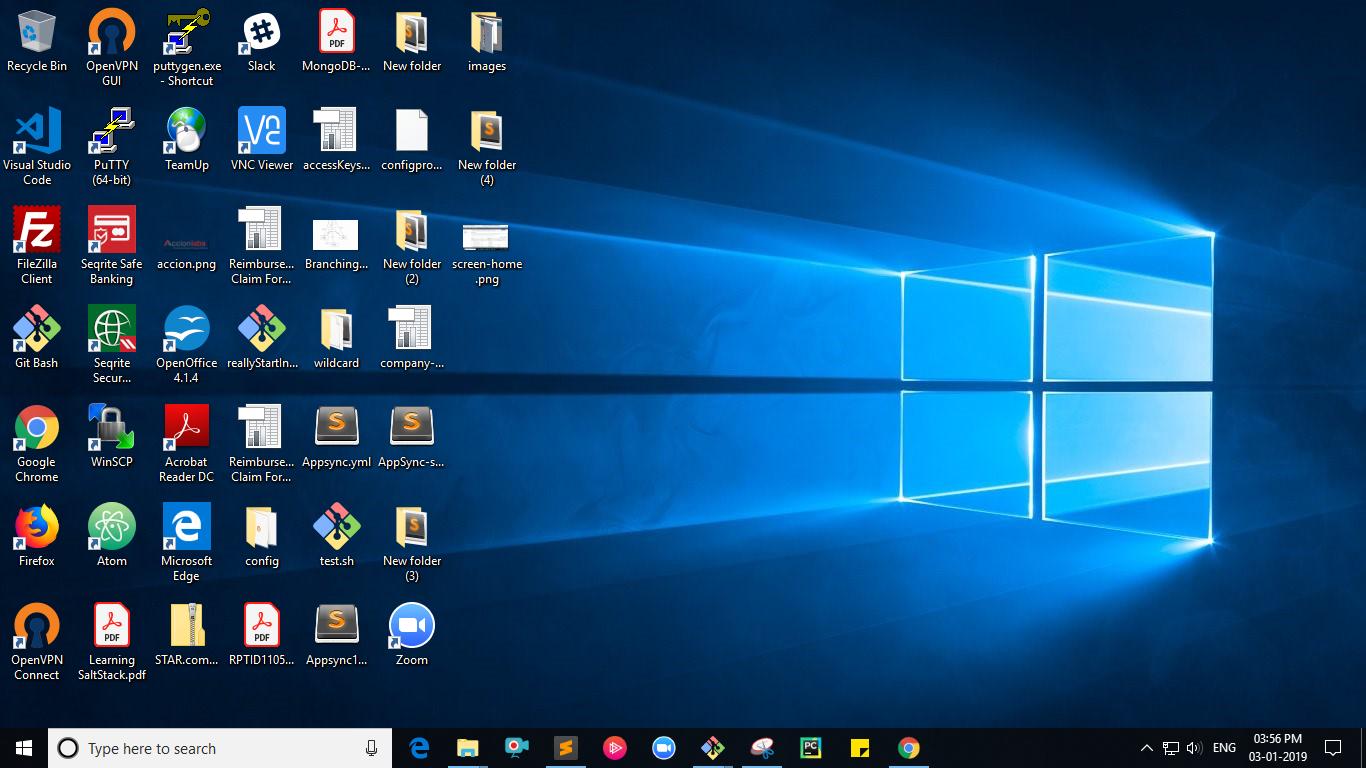 Recycle Bin
OpenVPN
GUI
puttygen.exe
- Shortcut
Slack
PDF
MongoDB-...
New folder
images
Visual Studio
Code
PuTTY
(64-bit)
TeamUp
VNC Viewer
accessKeys...
configpro...
New folder
(4)
FileZilla
Client
Seqrite Safe
Banking
Accionlabs
accion.png
Reimburse...
Claim For...
Branching...
New folder
(2)
screen-home
.png
Git Bash
Seqrite
Secur...
OpenOffice
4.1.4
reallyStartIn...
wildcard
company-...
Google
Chrome
WinSCP
Acrobat
Reader DC
Reimburse...
Claim For...
Appsync.yml
AppSync-s...
Firefox
Atom
Microsoft
Edge
config
test.sh
New folder
(3)
OpenVPN
Connect
PDF
Learning
SaltStack.pdf
STAR.com...
PDF
RPTID1105...
Appsync1...
Zoom
Type here to search
PC
ENG
03:56 PM
03-01-2019